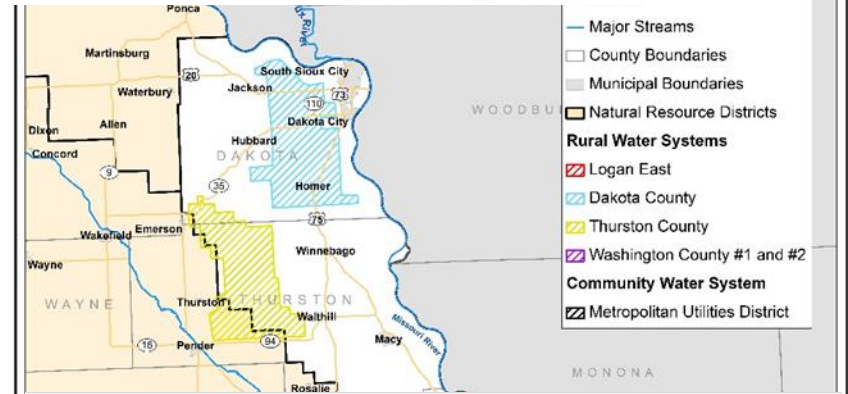 Ponca
Martinsburg
20
South Sioux City
Waterbury
Jackson
110
73
Dakota City
Dixon
Allen
Hubbard
Concord
DAKOTA
9
35
Homer
75
Wakefield
Emerson
Winnebago
Wayne
WAYNE
Thurston
THURSTON
Walthill
Missouri River
Macy
16
Pender
94
Rosalie
MONONA
Major Streams
County Boundaries
Municipal Boundaries
Natural Resource Districts
Rural Water Systems
Logan East
Dakota County
Thurston County
Washington County #1 and #2
Community Water System
Metropolitan Utilities District